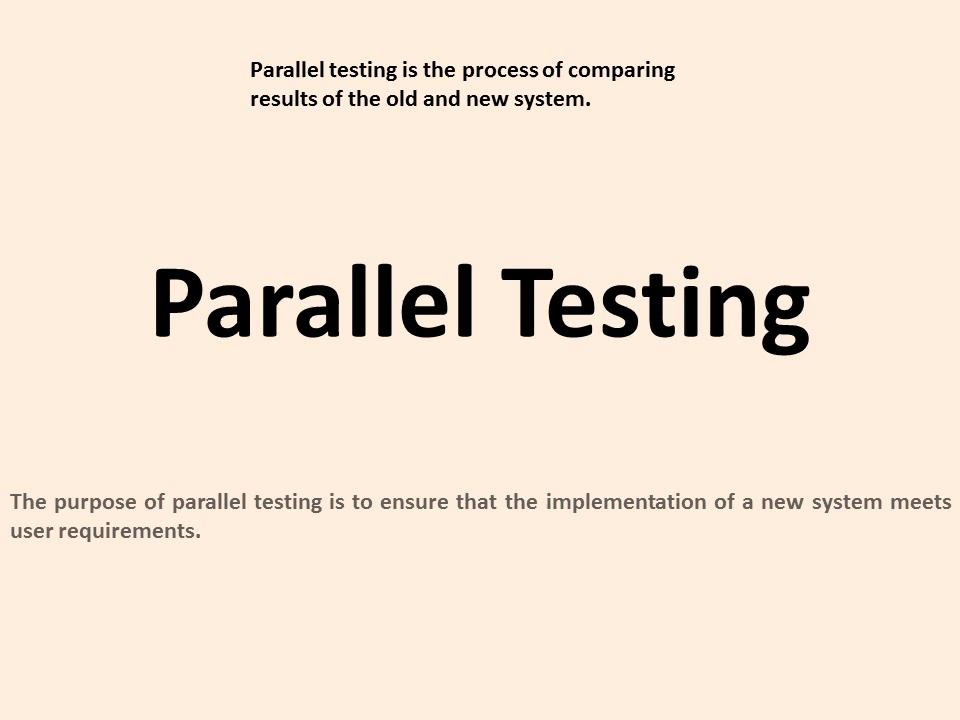 Parallel testing is the process of comparing
results of the old and new system.
Parallel Testing
The purpose of parallel testing is to ensure that the implementation of a new system meets
user requirements.